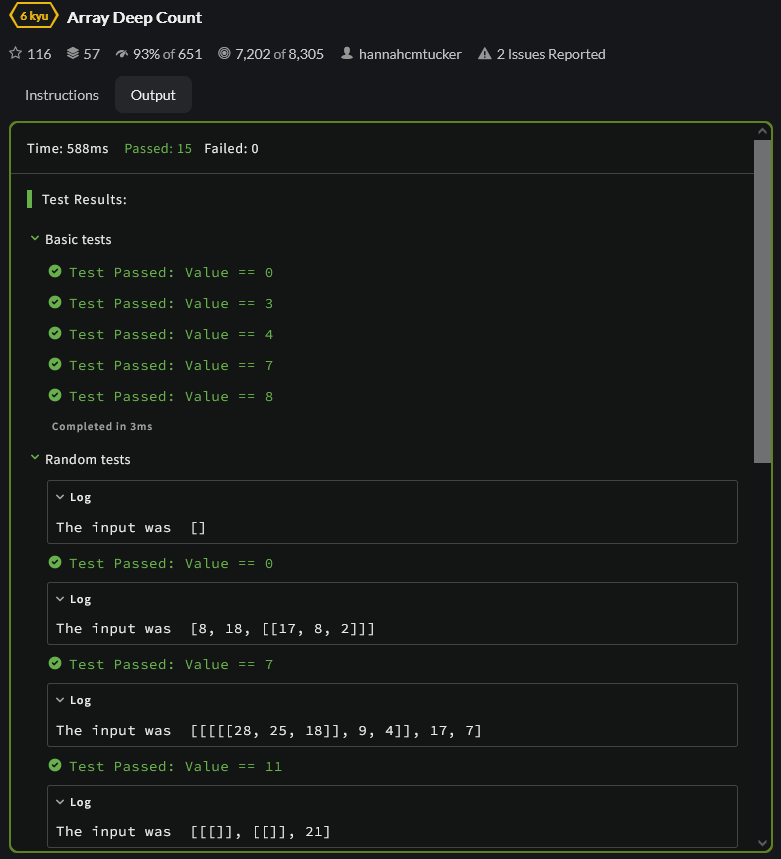 6 kyu Array Deep Count
116 57 93% of 651 7,202 of 8,305 hannahcmtucker 2 Issues Reported
Instructions Output
Time: 588ms Passed: 15 Failed: 0
Test Results:
Basic tests
Test Passed: Value == 0
Test Passed: Value == 3
Test Passed: Value == 4
Test Passed: Value == 7
Test Passed: Value == 8
Completed in 3ms
Random tests
Log
The input was []
Test Passed: Value == 0
Log
The input was [8, 18, [[17, 8, 2]]]
Test Passed: Value == 7
Log
The input was [[[[[28, 25, 18]], 9, 4]], 17, 7]
Test Passed: Value == 11
Log
The input was [[[]], [[]], 21]